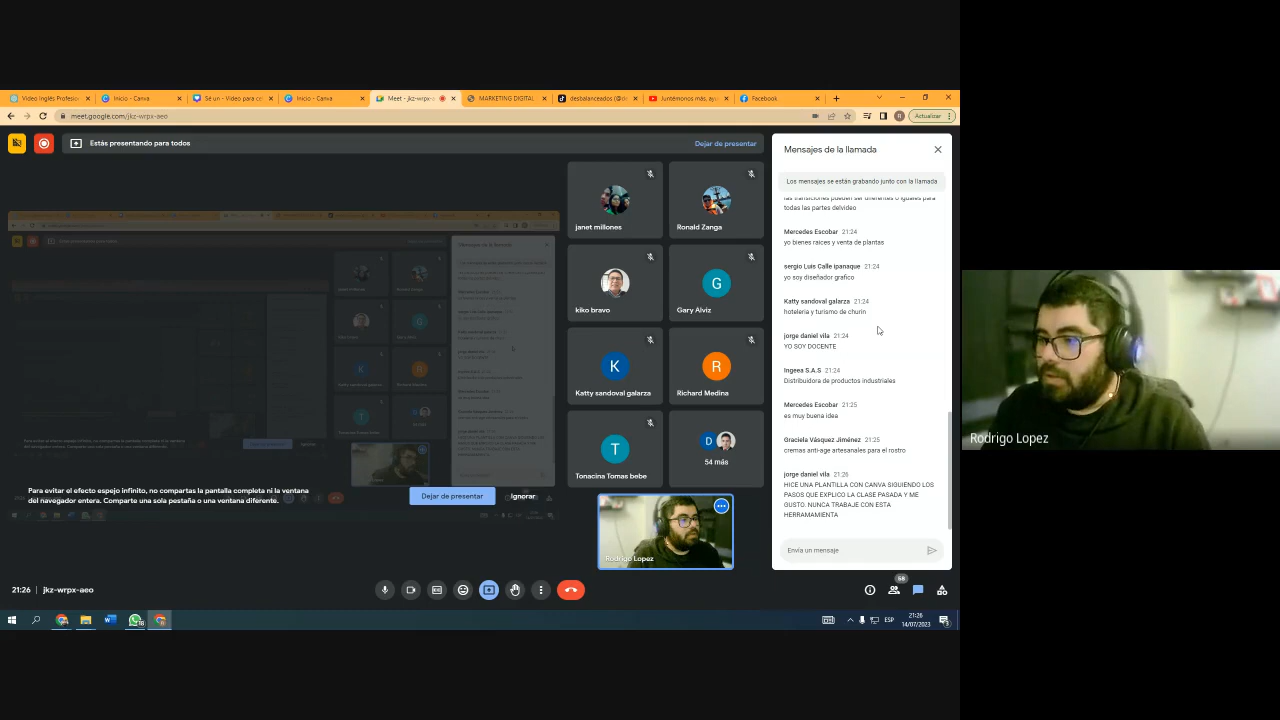 Video Inglés Profesio
Inicio - Canva
Sé un - Video para co
Inicio - Canva
Meet - jkz-wrpx-a
MARKETING DIGITAL
desbalanceados (@de
Juntémonos más, ayu
Facebook
meet.google.com/jkz-wrpx-aeo
Actualizar
Estás presentando para todos
Dejar de presentar
janet millones
Ronald Zanga
kiko bravo
G
Gary Alviz
K
Katty sandoval galarza
R
Richard Medina
T
Tonacina Tomas bebe
D
54 más
Rodrigo Lopez
Para evitar el efecto espejo infinito, no compartas la pantalla completa ni la ventana
del navegador entera. Comparte una sola pestaña o una ventana diferente.
Dejar de presentar
Ignorar
Mensajes de la llamada
Los mensajes se están grabando junto con la llamada
las transiciones pueden ser diferentes o iguales para
todas las partes delvideo
Mercedes Escobar 21:24
yo bienes raices y venta de plantas
sergio Luis Calle ipanaque 21:24
yo soy diseñador grafico
Katty sandoval galarza 21:24
hoteleria y turismo de churin
jorge daniel vila 21:24
YO SOY DOCENTE
Ingeea S.A.S 21:24
Distribuidora de productos industriales
Mercedes Escobar 21:25
es muy buena idea
Graciela Vásquez Jiménez 21:25
cremas anti-age artesanales para el rostro
jorge daniel vila 21:26
HICE UNA PLANTILLA CON CANVA SIGUIENDO LOS
PASOS QUE EXPLICO LA CLASE PASADA Y ME
GUSTO. NUNCA TRABAJE CON ESTA
HERRAMAMIENTA
Envía un mensaje
21:26 | jkz-wrpx-aeo
58
ESP
21:26
14/07/2023
Rodrigo Lopez